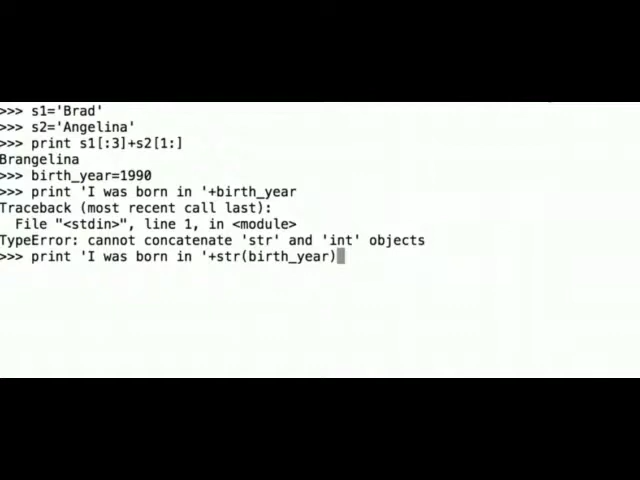 >>> s1='Brad'
>>> s2='Angelina'
>>> print s1[:3]+s2[1:]
Brangelina
>>> birth_year=1990
>>> print 'I was born in '+birth_year
Traceback (most recent call last):
  File "<stdin>", line 1, in <module>
TypeError: cannot concatenate 'str' and 'int' objects
>>> print 'I was born in '+str(birth_year)